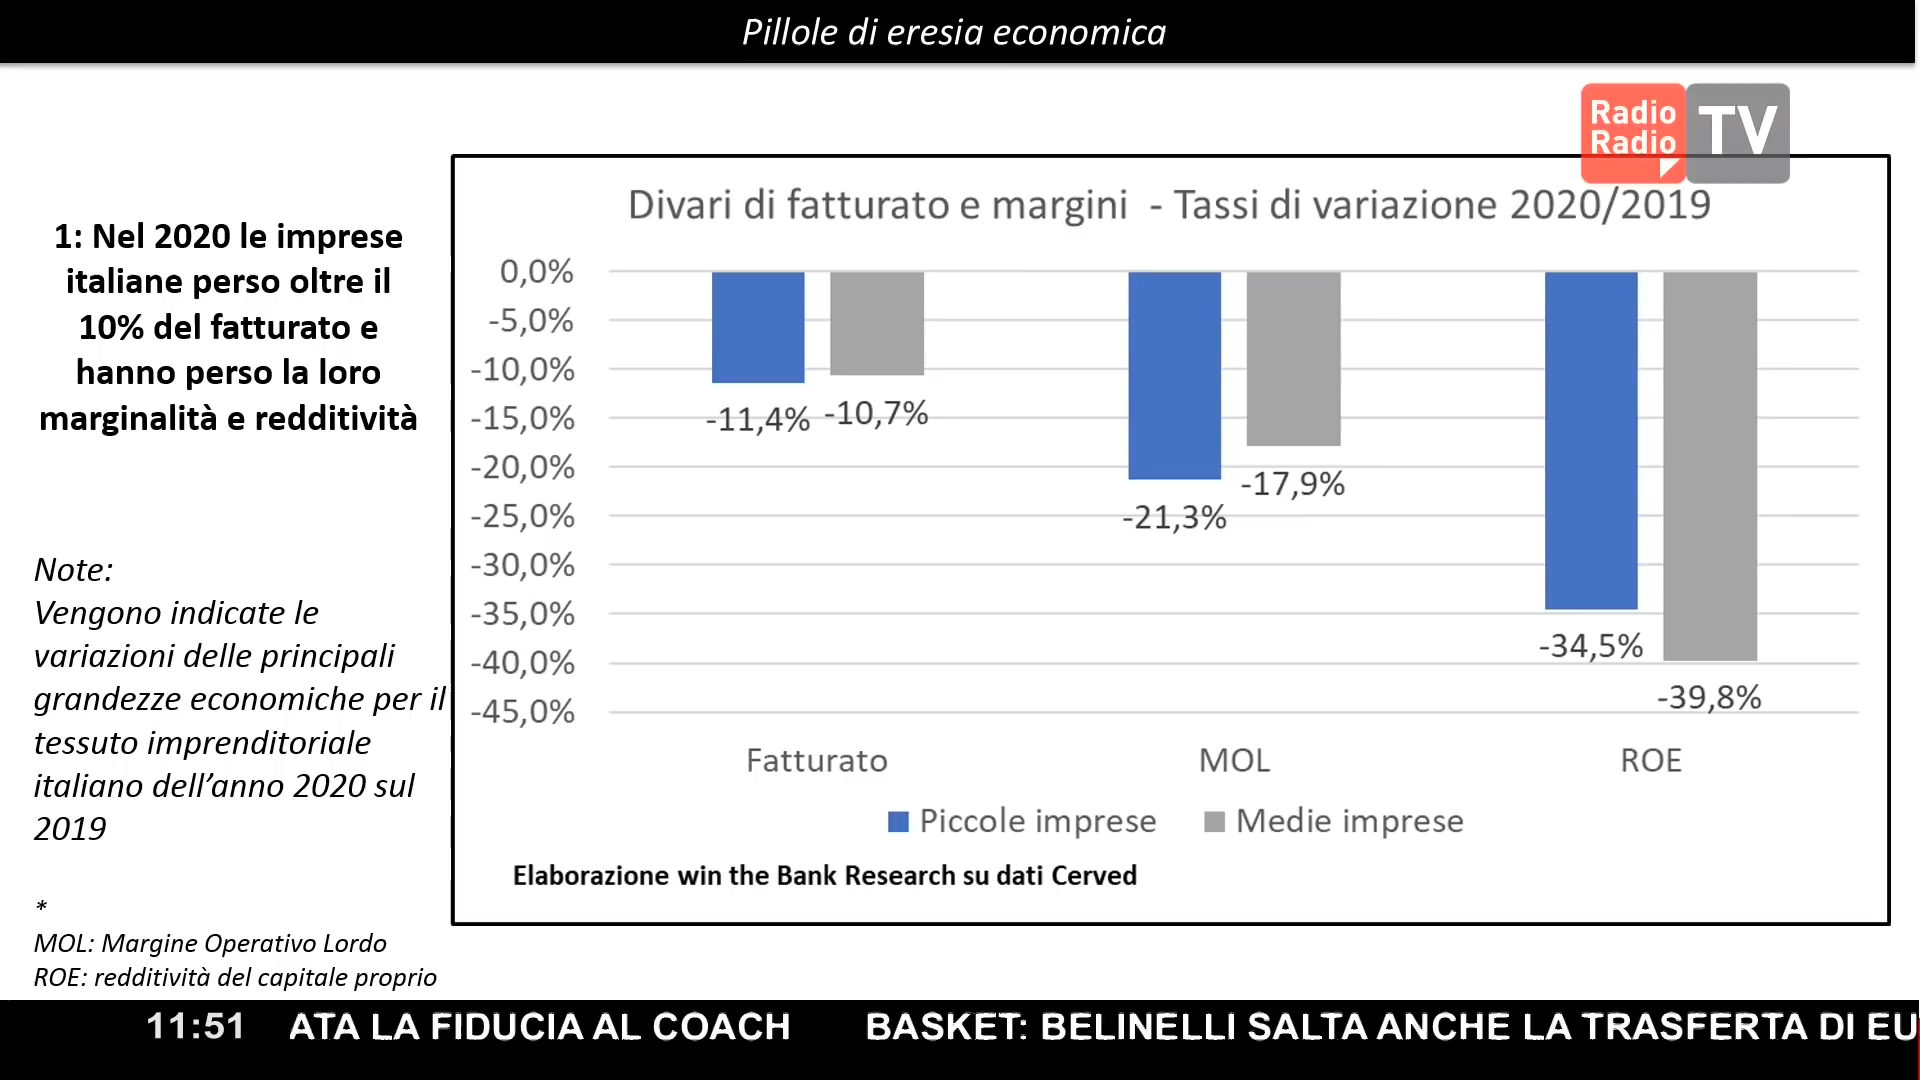 Pillole di eresia economica
Radio
Radio
TV
1: Nel 2020 le imprese
italiane perso oltre il
10% del fatturato e
hanno perso la loro
marginalità e redditività
Note:
Vengono indicate le
variazioni delle principali
grandezze economiche per il
tessuto imprenditoriale
italiano dell’anno 2020 sul
2019
*
MOL: Margine Operativo Lordo
ROE: redditività del capitale proprio
Divari di fatturato e margini - Tassi di variazione 2020/2019
0,0%
-5,0%
-10,0%
-15,0%
-20,0%
-25,0%
-30,0%
-35,0%
-40,0%
-45,0%
-11,4% -10,7%
-21,3%
-17,9%
-34,5%
-39,8%
Fatturato MOL ROE
Piccole imprese Medie imprese
Elaborazione win the Bank Research su dati Cerved
11:51 ATA LA FIDUCIA AL COACH BASKET: BELINELLI SALTA ANCHE LA TRASFERTA DI EU